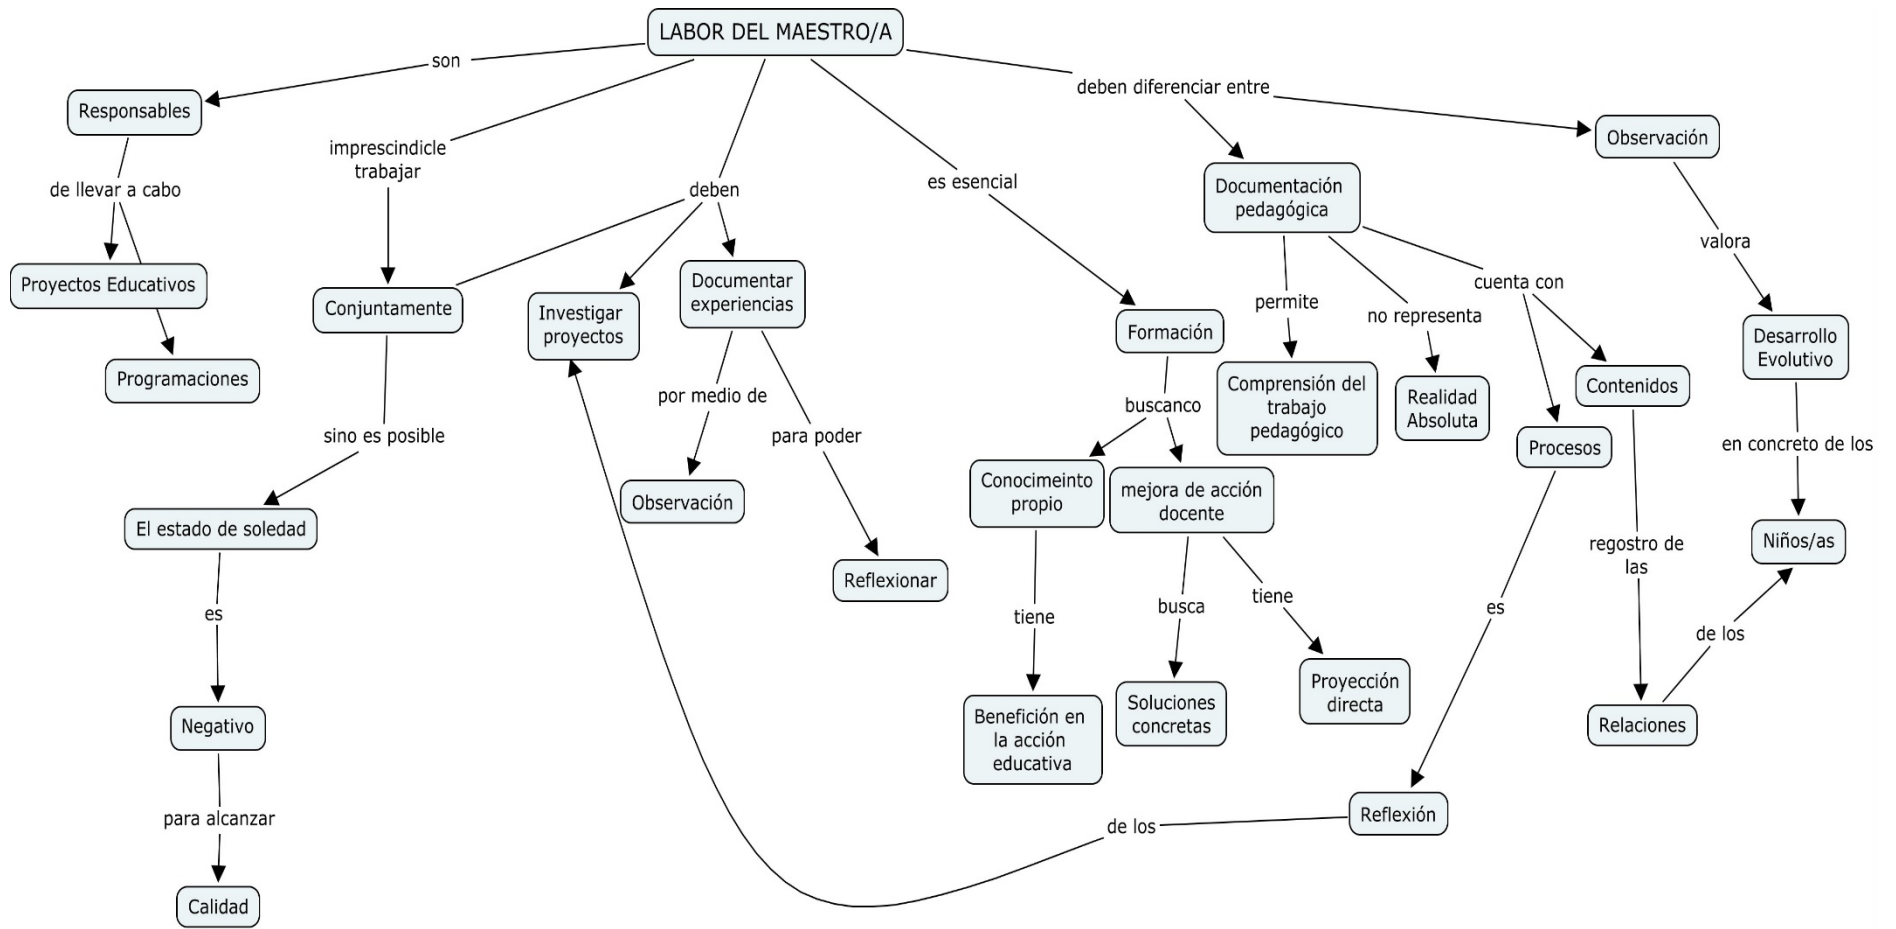 LABOR DEL MAESTRO/A
son
deben diferenciar entre
Responsables
Observación
imprescindicle
trabajar
de llevar a cabo
deben
es esencial
Documentación
pedagógica
valora
Proyectos Educativos
Conjuntamente
Investigar
proyectos
Documentar
experiencias
Formación
permite
no representa
cuenta con
Desarrollo
Evolutivo
Programaciones
Comprensión del
trabajo
pedagógico
Realidad
Absoluta
Contenidos
por medio de
buscanco
sino es posible
para poder
Procesos
en concreto de los
El estado de soledad
Observación
Conocimeinto
propio
mejora de acción
docente
Niños/as
regostro de
las
Reflexionar
es
tiene
busca
tiene
es
de los
Negativo
Benefición en
la acción
educativa
Soluciones
concretas
Proyección
directa
Relaciones
para alcanzar
de los
Reflexión
Calidad